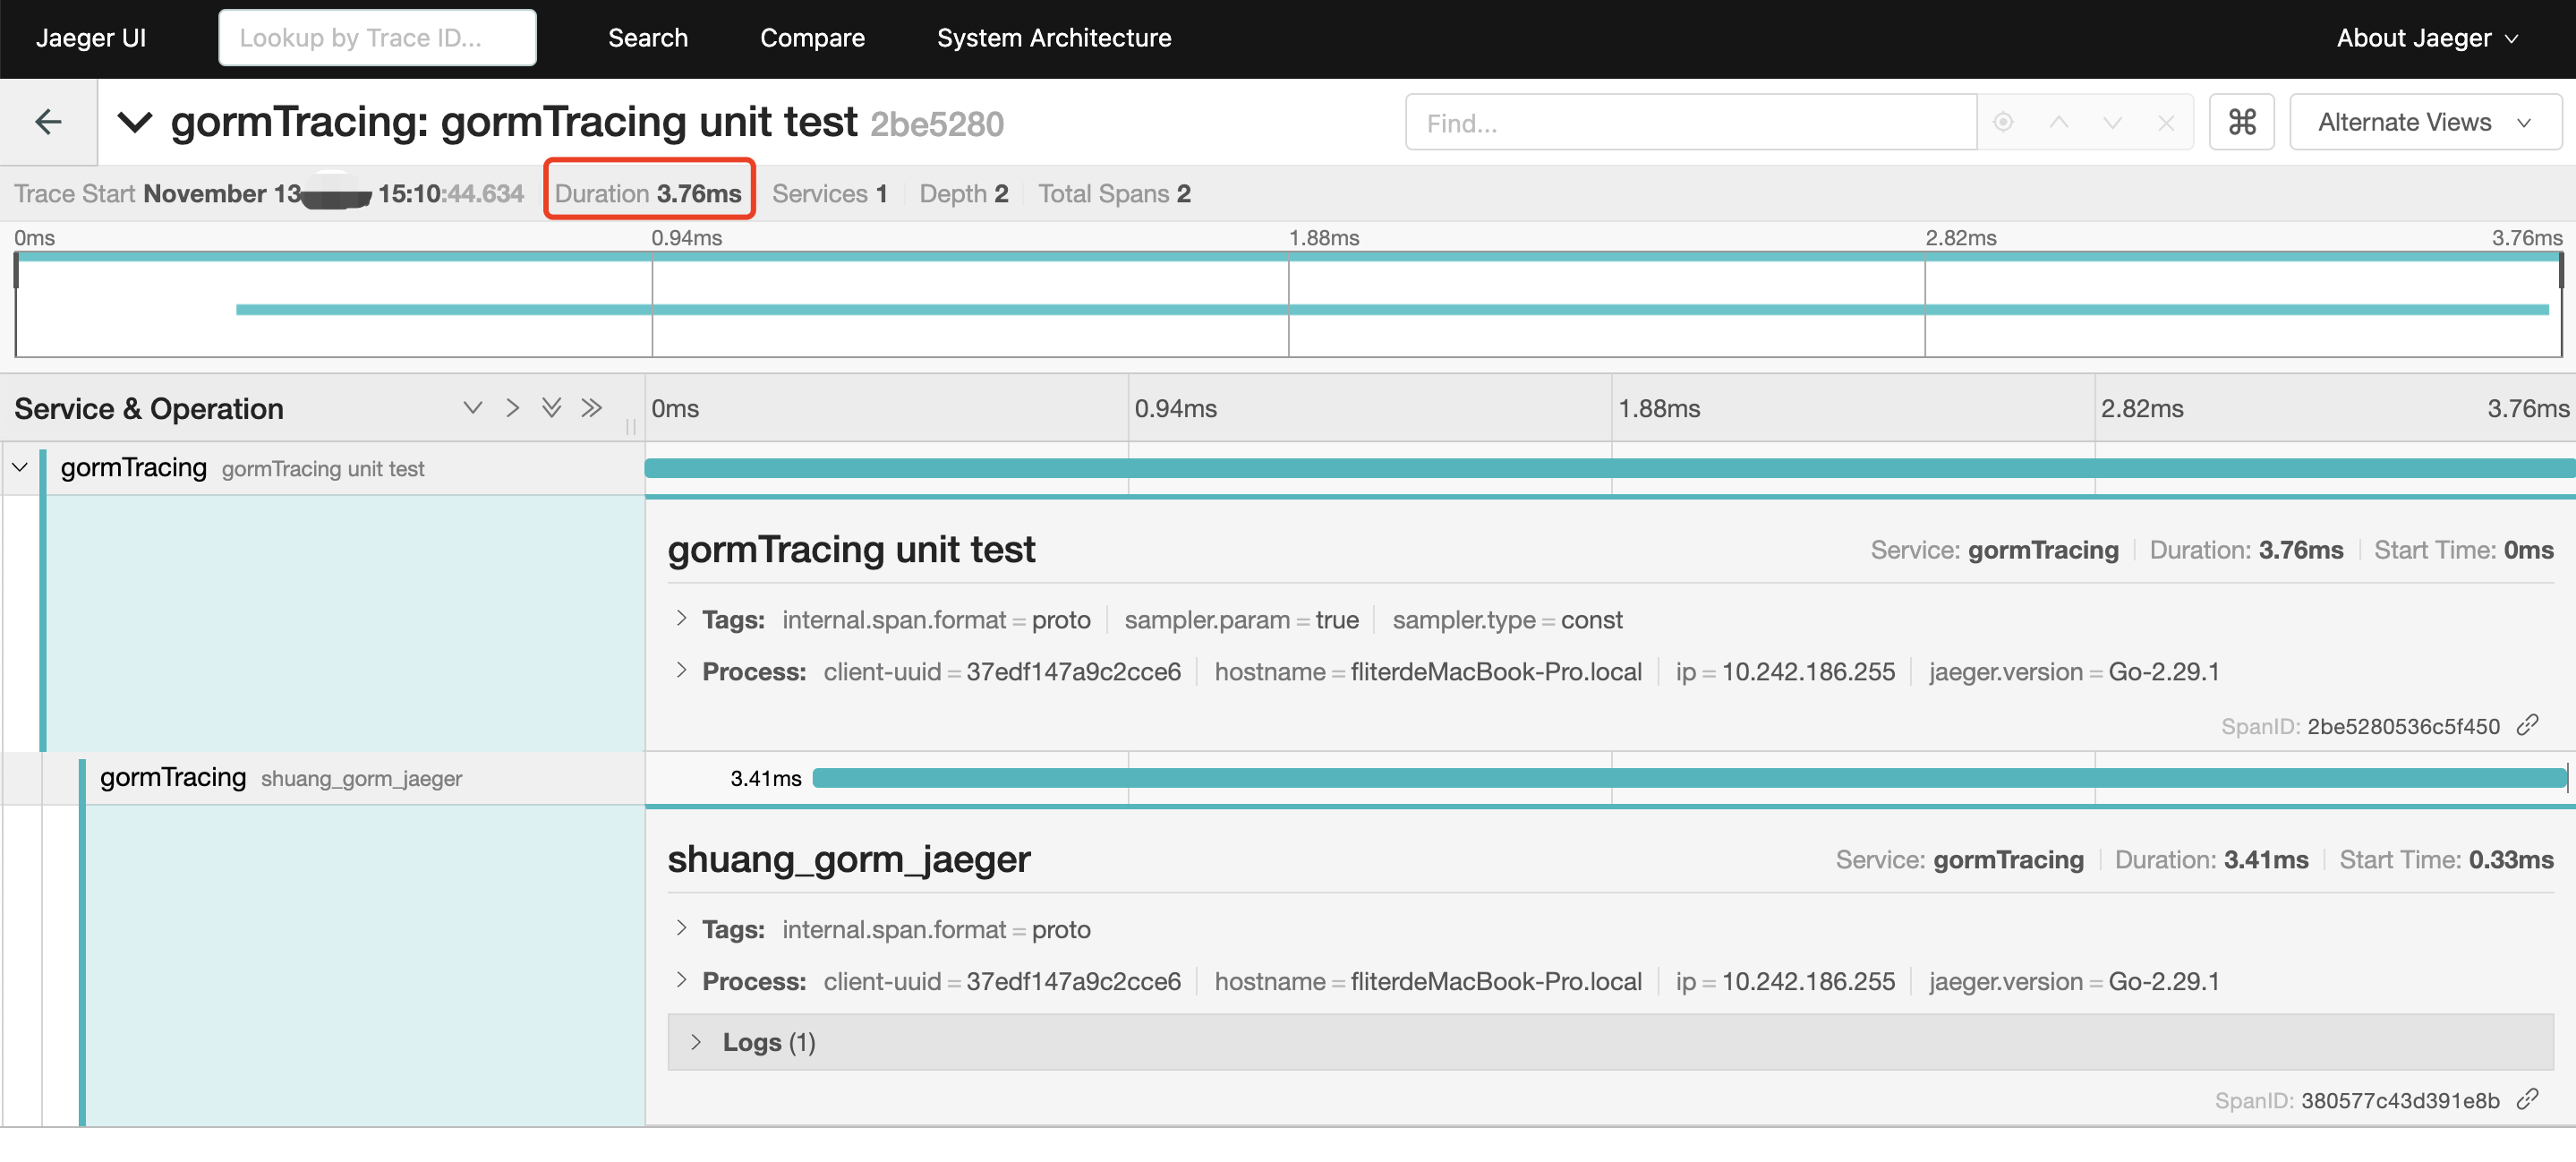 Jaeger UI Lookup by Trace ID... Search Compare System Architecture About Jaeger
gormTracing: gormTracing unit test 2be5280 Find... ⌘ Alternate Views
Trace Start November 13 15:10:44.634 Duration 3.76ms Services 1 Depth 2 Total Spans 2
0ms 0.94ms 1.88ms 2.82ms 3.76ms
Service & Operation 0ms 0.94ms 1.88ms 2.82ms 3.76ms
gormTracing gormTracing unit test
gormTracing unit test Service: gormTracing Duration: 3.76ms Start Time: 0ms
Tags: internal.span.format = proto sampler.param = true sampler.type = const
Process: client-uuid = 37edf147a9c2cce6 hostname = fliterdeMacBook-Pro.local ip = 10.242.186.255 jaeger.version = Go-2.29.1
SpanID: 2be5280536c5f450
gormTracing shuang_gorm_jaeger 3.41ms
shuang_gorm_jaeger Service: gormTracing Duration: 3.41ms Start Time: 0.33ms
Tags: internal.span.format = proto
Process: client-uuid = 37edf147a9c2cce6 hostname = fliterdeMacBook-Pro.local ip = 10.242.186.255 jaeger.version = Go-2.29.1
Logs (1)
SpanID: 380577c43d391e8b